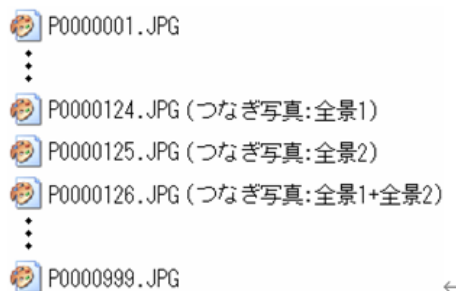 P0000001.JPG
⋮
P0000124.JPG(つなぎ写真:全景1)
P0000125.JPG(つなぎ写真:全景2)
P0000126.JPG(つなぎ写真:全景1+全景2)
⋮
P0000999.JPG ←